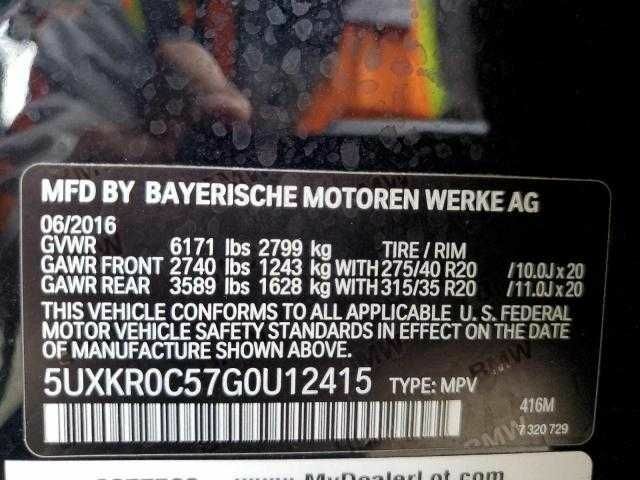 MFD BY BAYERISCHE MOTOREN WERKE AG
06/2016
GVWR 6171 lbs 2799 kg TIRE / RIM
GAWR FRONT 2740 lbs 1243 kg WITH 275/40 R20 /10.0J x 20
GAWR REAR 3589 lbs 1628 kg WITH 315/35 R20 /11.0J x 20
THIS VEHICLE CONFORMS TO ALL APPLICABLE U. S. FEDERAL
MOTOR VEHICLE SAFETY STANDARDS IN EFFECT ON THE DATE
OF MANUFACTURE SHOWN ABOVE.
5UXKR0C57G0U12415 TYPE: MPV
416M
7 320 729
MyDealerLot.com